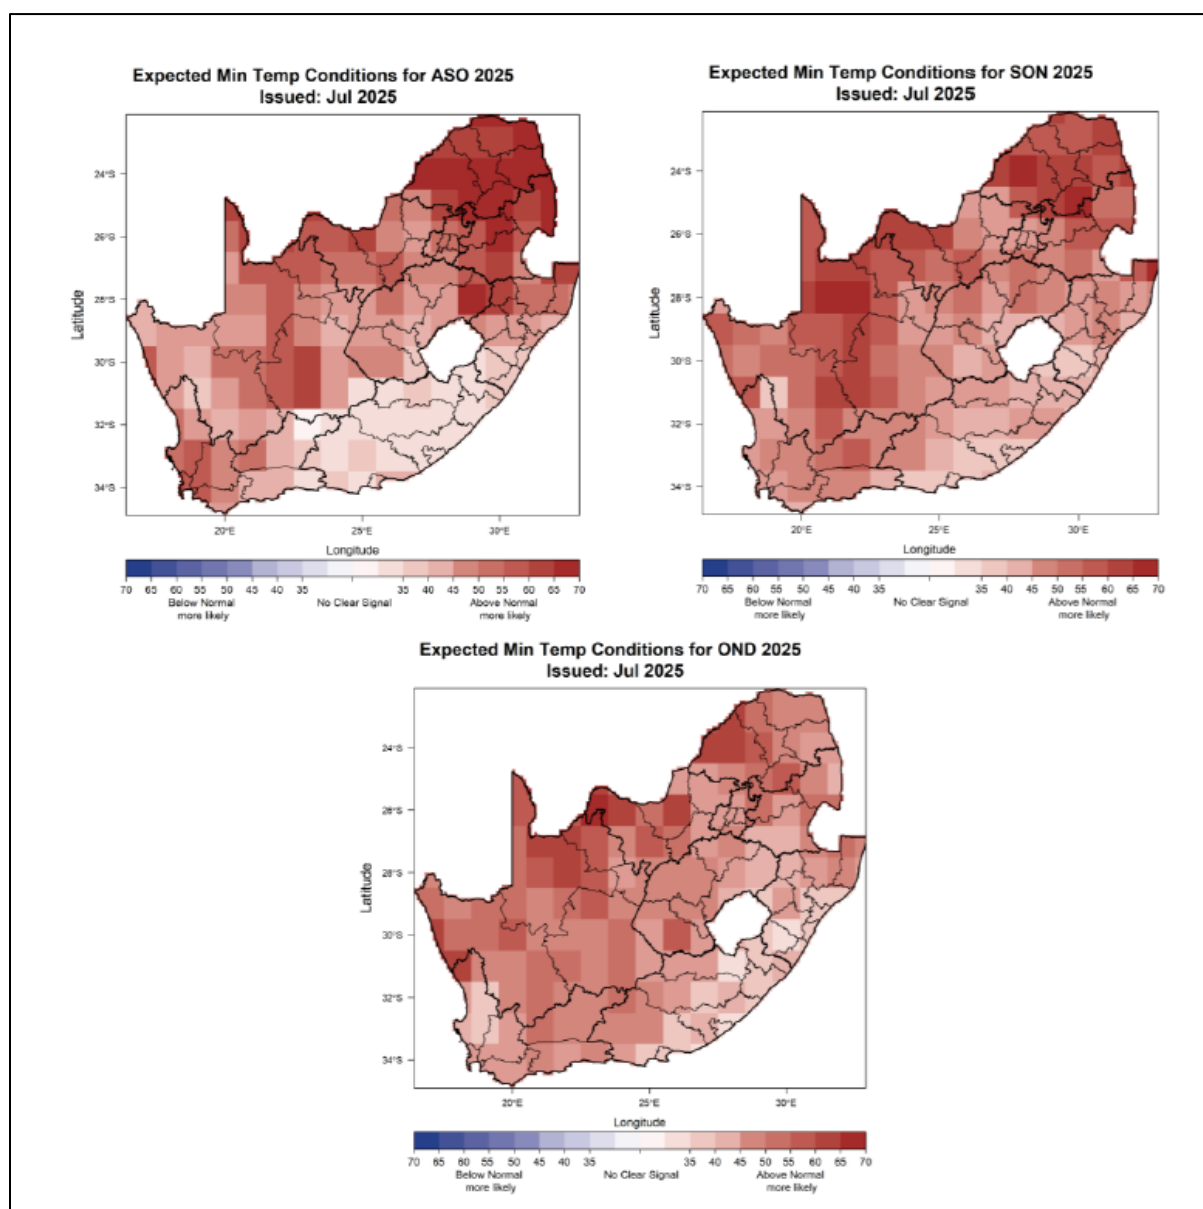 Expected Min Temp Conditions for ASO 2025
Issued: Jul 2025
Latitude
24°S
26°S
28°S
30°S
32°S
34°S
20°E
25°E
30°E
Longitude
70 65 60 55 50 45 40 35 35 40 45 50 55 60 65 70
Below Normal No Clear Signal Above Normal
more likely more likely
Expected Min Temp Conditions for SON 2025
Issued: Jul 2025
Latitude
24°S
26°S
28°S
30°S
32°S
34°S
20°E
25°E
30°E
Longitude
70 65 60 55 50 45 40 35 35 40 45 50 55 60 65 70
Below Normal No Clear Signal Above Normal
more likely more likely
Expected Min Temp Conditions for OND 2025
Issued: Jul 2025
Latitude
24°S
26°S
28°S
30°S
32°S
34°S
20°E
25°E
30°E
Longitude
70 65 60 55 50 45 40 35 35 40 45 50 55 60 65 70
Below Normal No Clear Signal Above Normal
more likely more likely